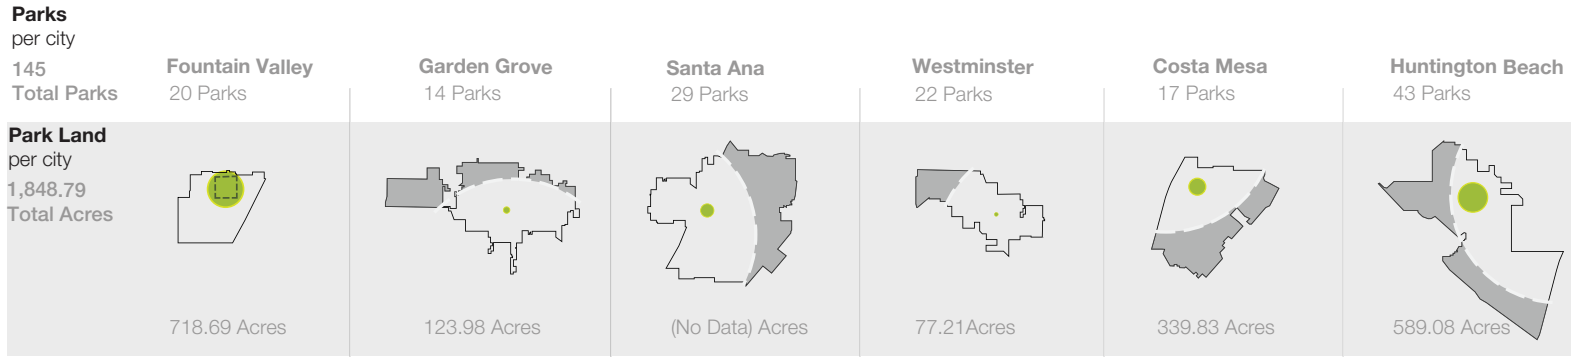 Parks
per city
145
Total Parks
Fountain Valley
20 Parks
Garden Grove
14 Parks
Santa Ana
29 Parks
Westminster
22 Parks
Costa Mesa
17 Parks
Huntington Beach
43 Parks
Park Land
per city
1,848.79
Total Acres
718.69 Acres
123.98 Acres
(No Data) Acres
77.21Acres
339.83 Acres
589.08 Acres